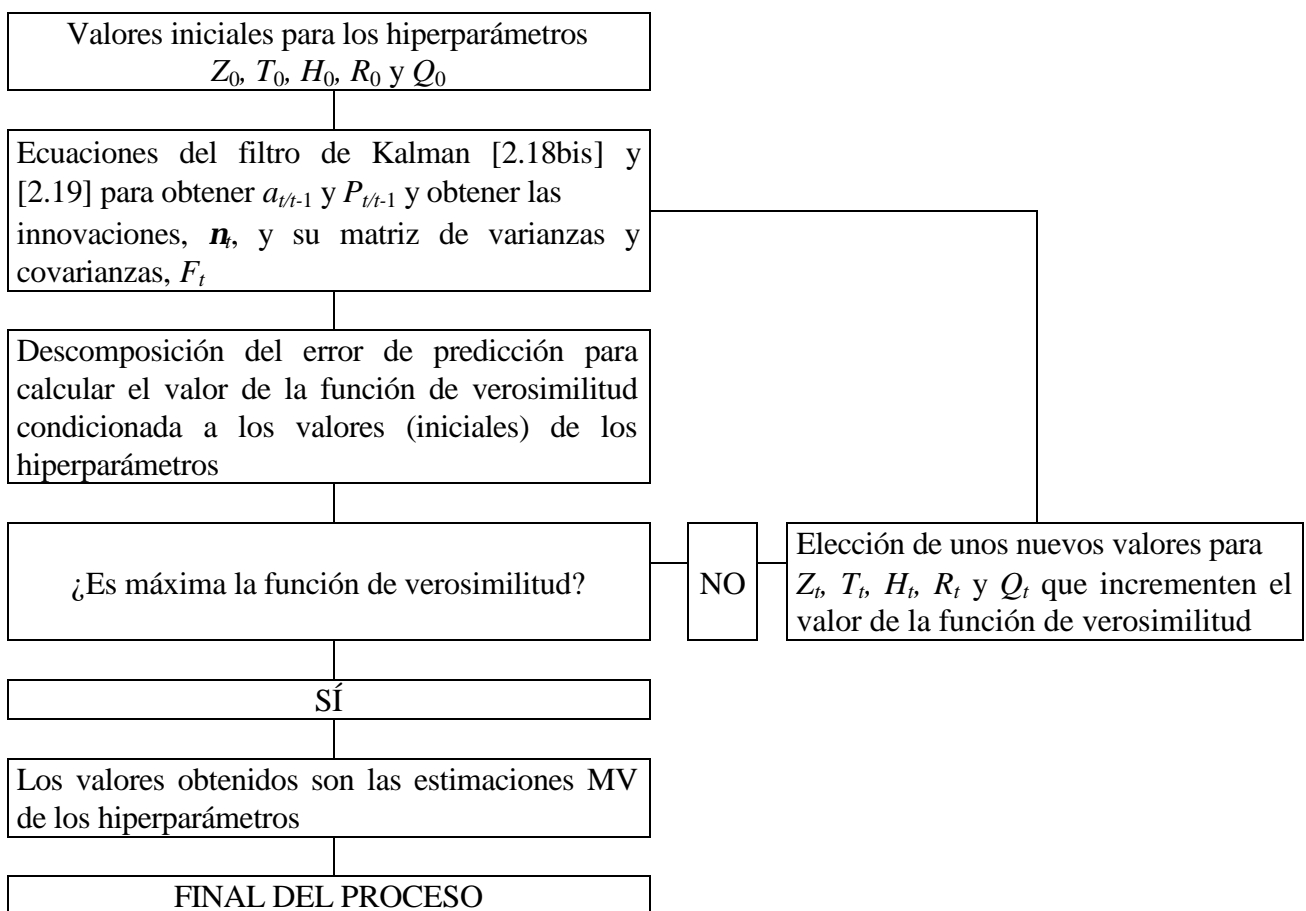 Valores iniciales para los hiperparámetros
Z0, T0, H0, R0 y Q0
Ecuaciones del filtro de Kalman [2.18bis] y
[2.19] para obtener at/t-1 y Pt/t-1 y obtener las
innovaciones, nt, y su matriz de varianzas y
covarianzas, Ft
Descomposición del error de predicción para
calcular el valor de la función de verosimilitud
condicionada a los valores (iniciales) de los
hiperparámetros
¿Es máxima la función de verosimilitud?
NO
Elección de unos nuevos valores para
Zt, Tt, Ht, Rt y Qt que incrementen el
valor de la función de verosimilitud
SÍ
Los valores obtenidos son las estimaciones MV
de los hiperparámetros
FINAL DEL PROCESO